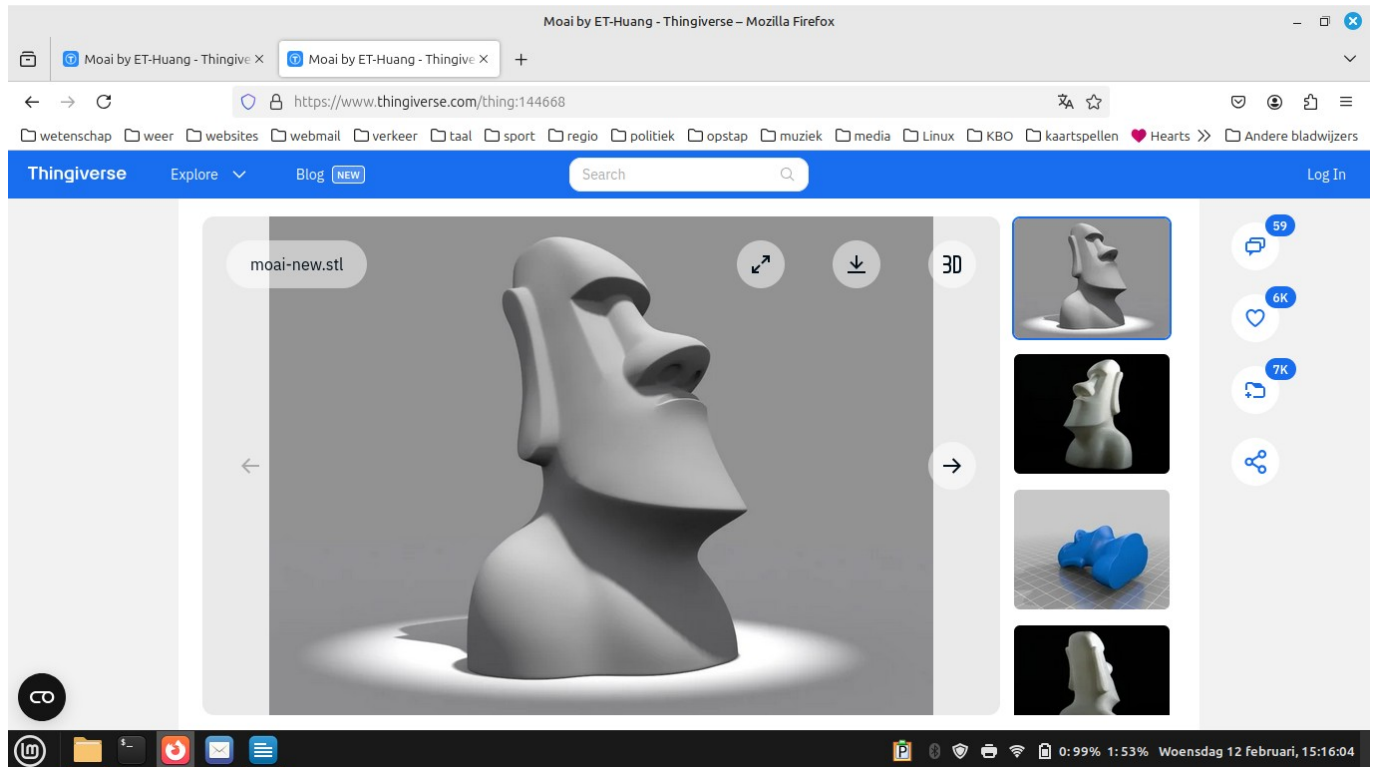 Moai by ET-Huang - Thingiverse – Mozilla Firefox
Moai by ET-Huang - Thingive Moai by ET-Huang - Thingive
https://www.thingiverse.com/thing:144668
wetenschap weer websites webmail verkeer taal sport regio politiek opstap muziek media Linux KBO kaartspellen Hearts Andere bladwijzers
Thingiverse Explore Blog NEW Search Log In
moai-new.stl 3D
59
6K
7K
0: 99% 1: 53% Woensdag 12 februari, 15:16:04